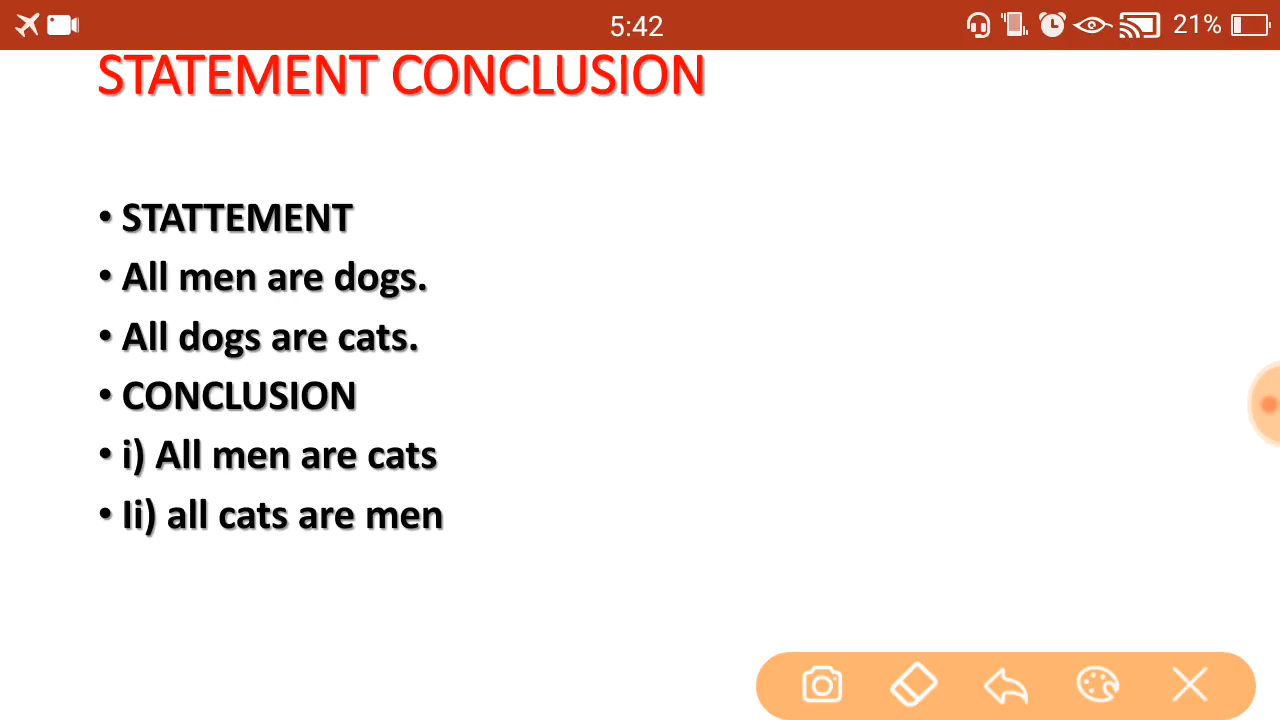 5:42
21%
STATEMENT CONCLUSION
• STATTEMENT
• All men are dogs.
• All dogs are cats.
• CONCLUSION
• i) All men are cats
• Ii) all cats are men